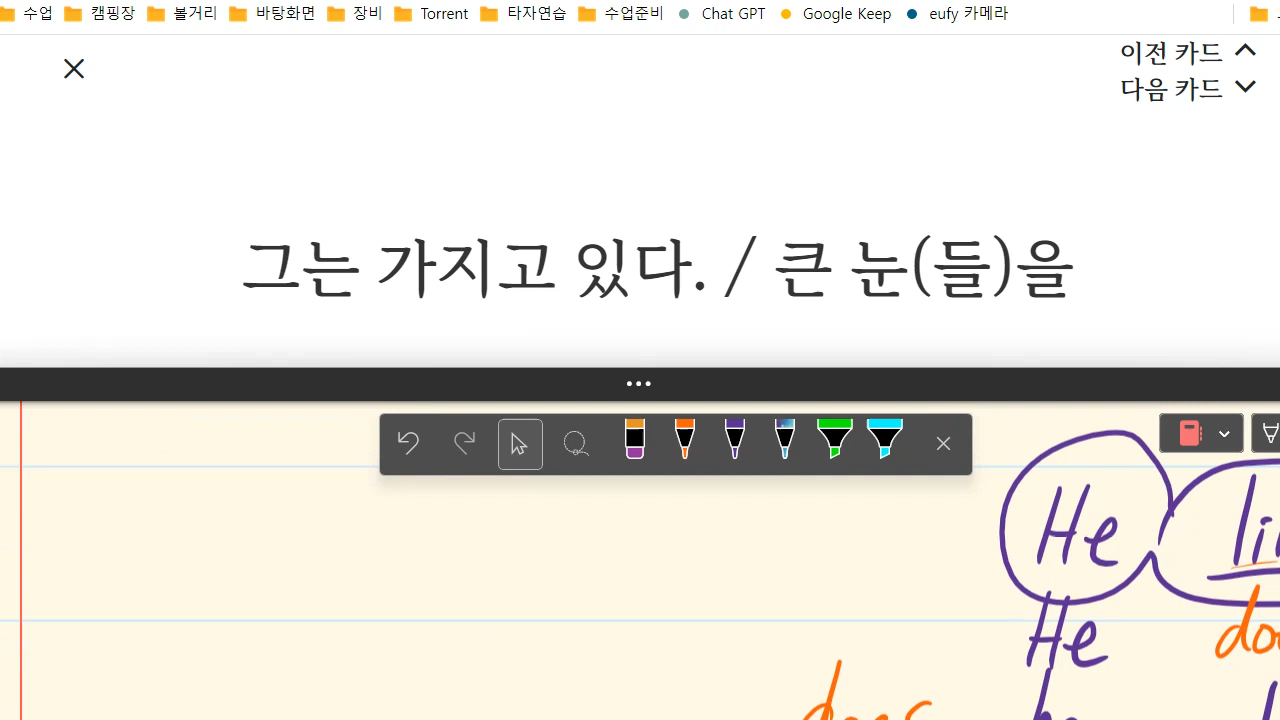 수업 캠핑장 볼거리 바탕화면 장비 Torrent 타자연습 수업준비 Chat GPT Google Keep eufy 카메라
이전 카드
다음 카드
그는 가지고 있다. / 큰 눈(들)을
He
He
does